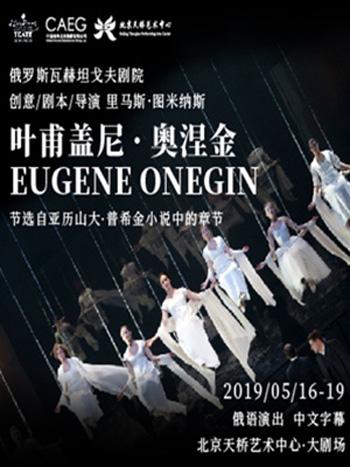 CAEG
北京天桥艺术中心
俄罗斯瓦赫坦戈夫剧院
创意/剧本/导演 里马斯·图米纳斯
叶甫盖尼·奥涅金
EUGENE ONEGIN
节选自亚历山大·普希金小说中的章节
2019/05/16-19
俄语演出 中文字幕
北京天桥艺术中心·大剧场